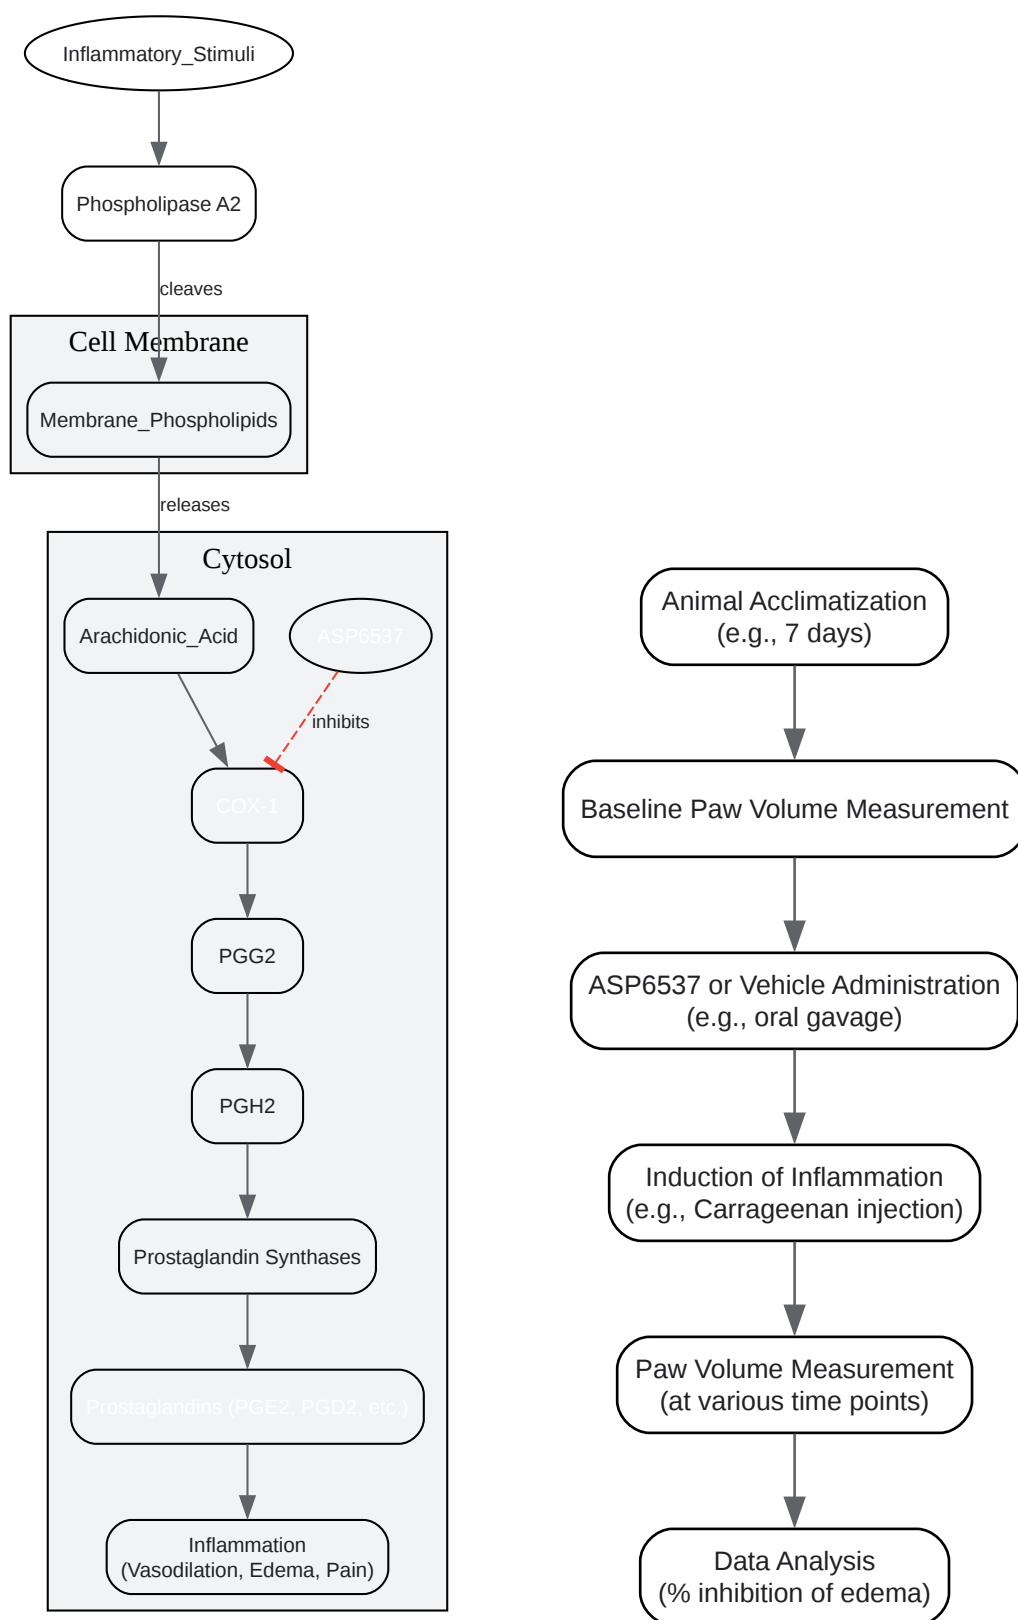 Inflammatory_Stimuli
Phospholipase A2
cleaves
Cell Membrane
Membrane_Phospholipids
releases
Cytosol
Arachidonic_Acid
ASP6537
inhibits
COX-1
PGG2
PGH2
Prostaglandin Synthases
Prostaglandins (PGE2, PGD2, etc.)
Inflammation
(Vasodilation, Edema, Pain)
Animal Acclimatization
(e.g., 7 days)
Baseline Paw Volume Measurement
ASP6537 or Vehicle Administration
(e.g., oral gavage)
Induction of Inflammation
(e.g., Carrageenan injection)
Paw Volume Measurement
(at various time points)
Data Analysis
(% inhibition of edema)